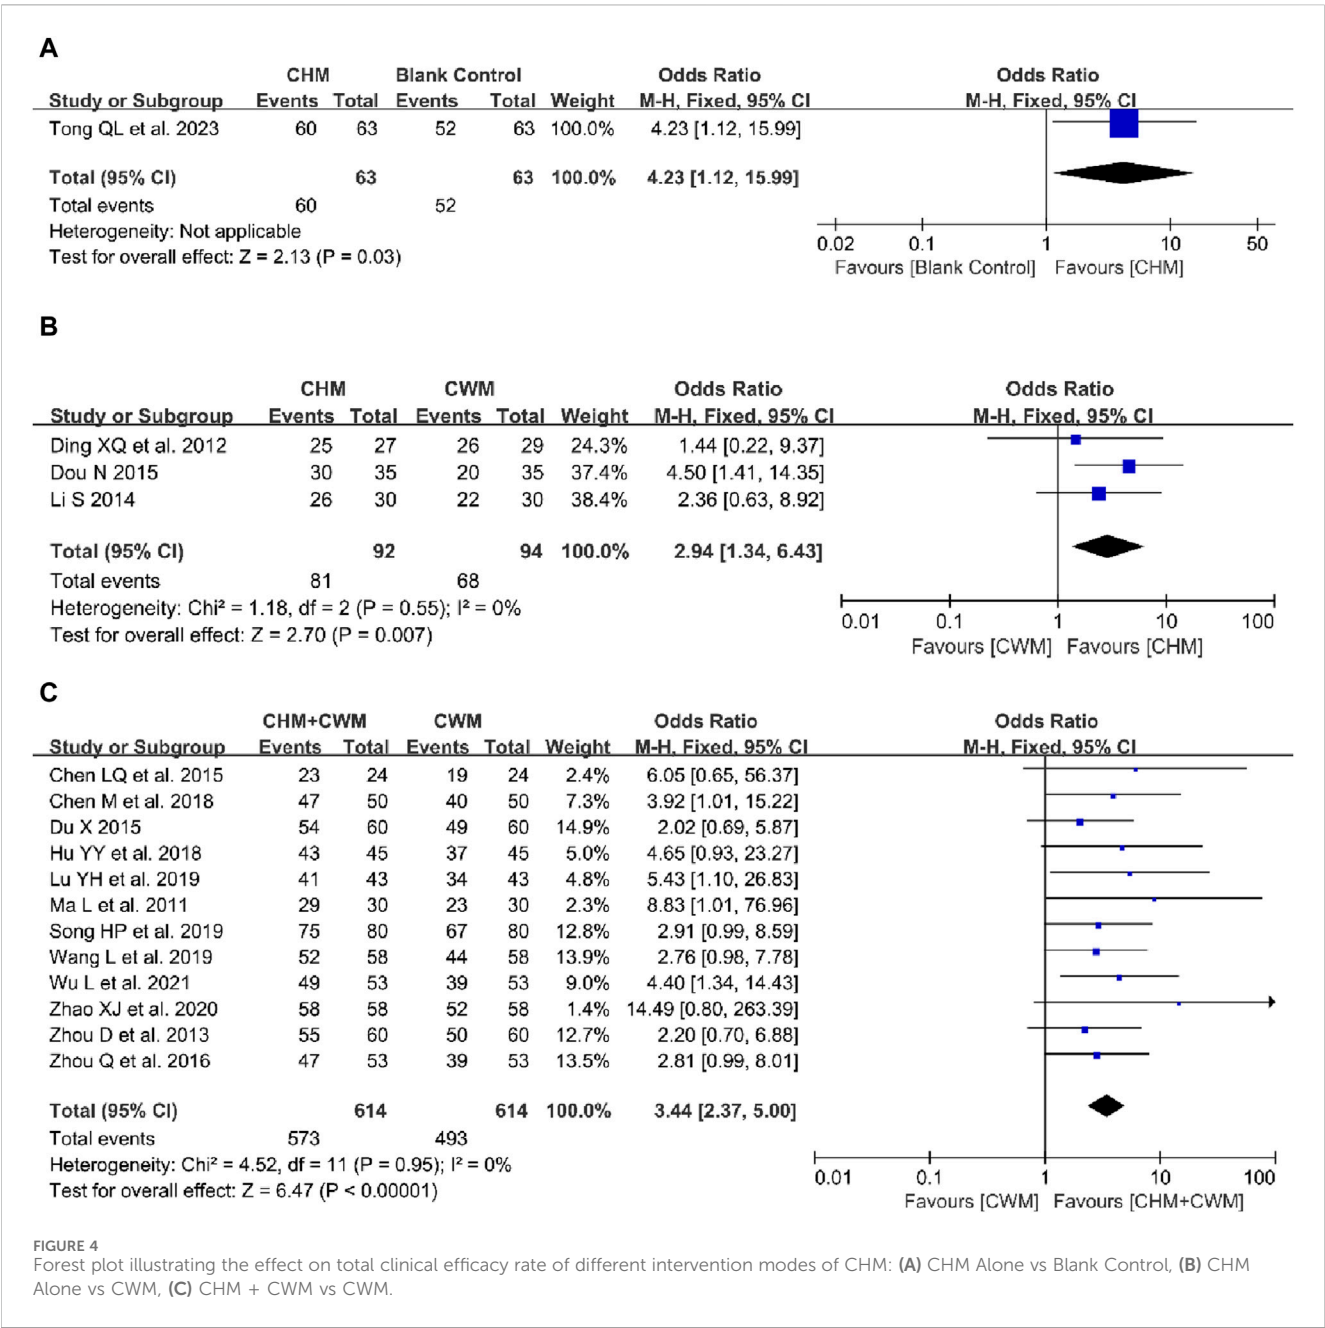 A
CHM Blank Control Odds Ratio Odds Ratio
Study or Subgroup Events Total Events Total Weight M-H, Fixed, 95% CI M-H, Fixed, 95% CI
Tong QL et al. 2023 60 63 52 63 100.0% 4.23 [1.12, 15.99]
Total (95% CI) 63 63 100.0% 4.23 [1.12, 15.99]
Total events 60 52
Heterogeneity: Not applicable
Test for overall effect: Z = 2.13 (P = 0.03)
0.02 0.1 1 10 50
Favours [Blank Control] Favours [CHM]
B
CHM CWM Odds Ratio Odds Ratio
Study or Subgroup Events Total Events Total Weight M-H, Fixed, 95% CI M-H, Fixed, 95% CI
Ding XQ et al. 2012 25 27 26 29 24.3% 1.44 [0.22, 9.37]
Dou N 2015 30 35 20 35 37.4% 4.50 [1.41, 14.35]
Li S 2014 26 30 22 30 38.4% 2.36 [0.63, 8.92]
Total (95% CI) 92 94 100.0% 2.94 [1.34, 6.43]
Total events 81 68
Heterogeneity: Chi² = 1.18, df = 2 (P = 0.55); I² = 0%
Test for overall effect: Z = 2.70 (P = 0.007)
0.01 0.1 1 10 100
Favours [CWM] Favours [CHM]
C
CHM+CWM CWM Odds Ratio Odds Ratio
Study or Subgroup Events Total Events Total Weight M-H, Fixed, 95% CI M-H, Fixed, 95% CI
Chen LQ et al. 2015 23 24 19 24 2.4% 6.05 [0.65, 56.37]
Chen M et al. 2018 47 50 40 50 7.3% 3.92 [1.01, 15.22]
Du X 2015 54 60 49 60 14.9% 2.02 [0.69, 5.87]
Hu YY et al. 2018 43 45 37 45 5.0% 4.65 [0.93, 23.27]
Lu YH et al. 2019 41 43 34 43 4.8% 5.43 [1.10, 26.83]
Ma L et al. 2011 29 30 23 30 2.3% 8.83 [1.01, 76.96]
Song HP et al. 2019 75 80 67 80 12.8% 2.91 [0.99, 8.59]
Wang L et al. 2019 52 58 44 58 13.9% 2.76 [0.98, 7.78]
Wu L et al. 2021 49 53 39 53 9.0% 4.40 [1.34, 14.43]
Zhao XJ et al. 2020 58 58 52 58 1.4% 14.49 [0.80, 263.39]
Zhou D et al. 2013 55 60 50 60 12.7% 2.20 [0.70, 6.88]
Zhou Q et al. 2016 47 53 39 53 13.5% 2.81 [0.99, 8.01]
Total (95% CI) 614 614 100.0% 3.44 [2.37, 5.00]
Total events 573 493
Heterogeneity: Chi² = 4.52, df = 11 (P = 0.95); I² = 0%
Test for overall effect: Z = 6.47 (P < 0.00001)
0.01 0.1 1 10 100
Favours [CWM] Favours [CHM+CWM]
FIGURE 4
Forest plot illustrating the effect on total clinical efficacy rate of different intervention modes of CHM: (A) CHM Alone vs Blank Control, (B) CHM
Alone vs CWM, (C) CHM + CWM vs CWM.